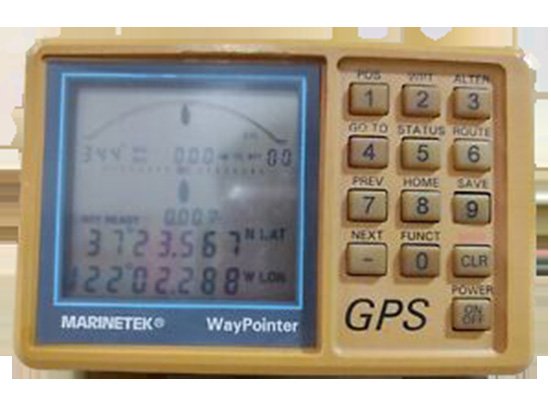 344 0.00 00
NOT READY 0.00.?
37°23.567 N LAT
122°02.288 W LON
MARINETEK® WayPointer
POS WPT ALTER
1 2 3
GO TO STATUS ROUTE
4 5 6
PREV HOME SAVE
7 8 9
NEXT FUNCT
- 0 CLR
POWER
ON
OFF
GPS